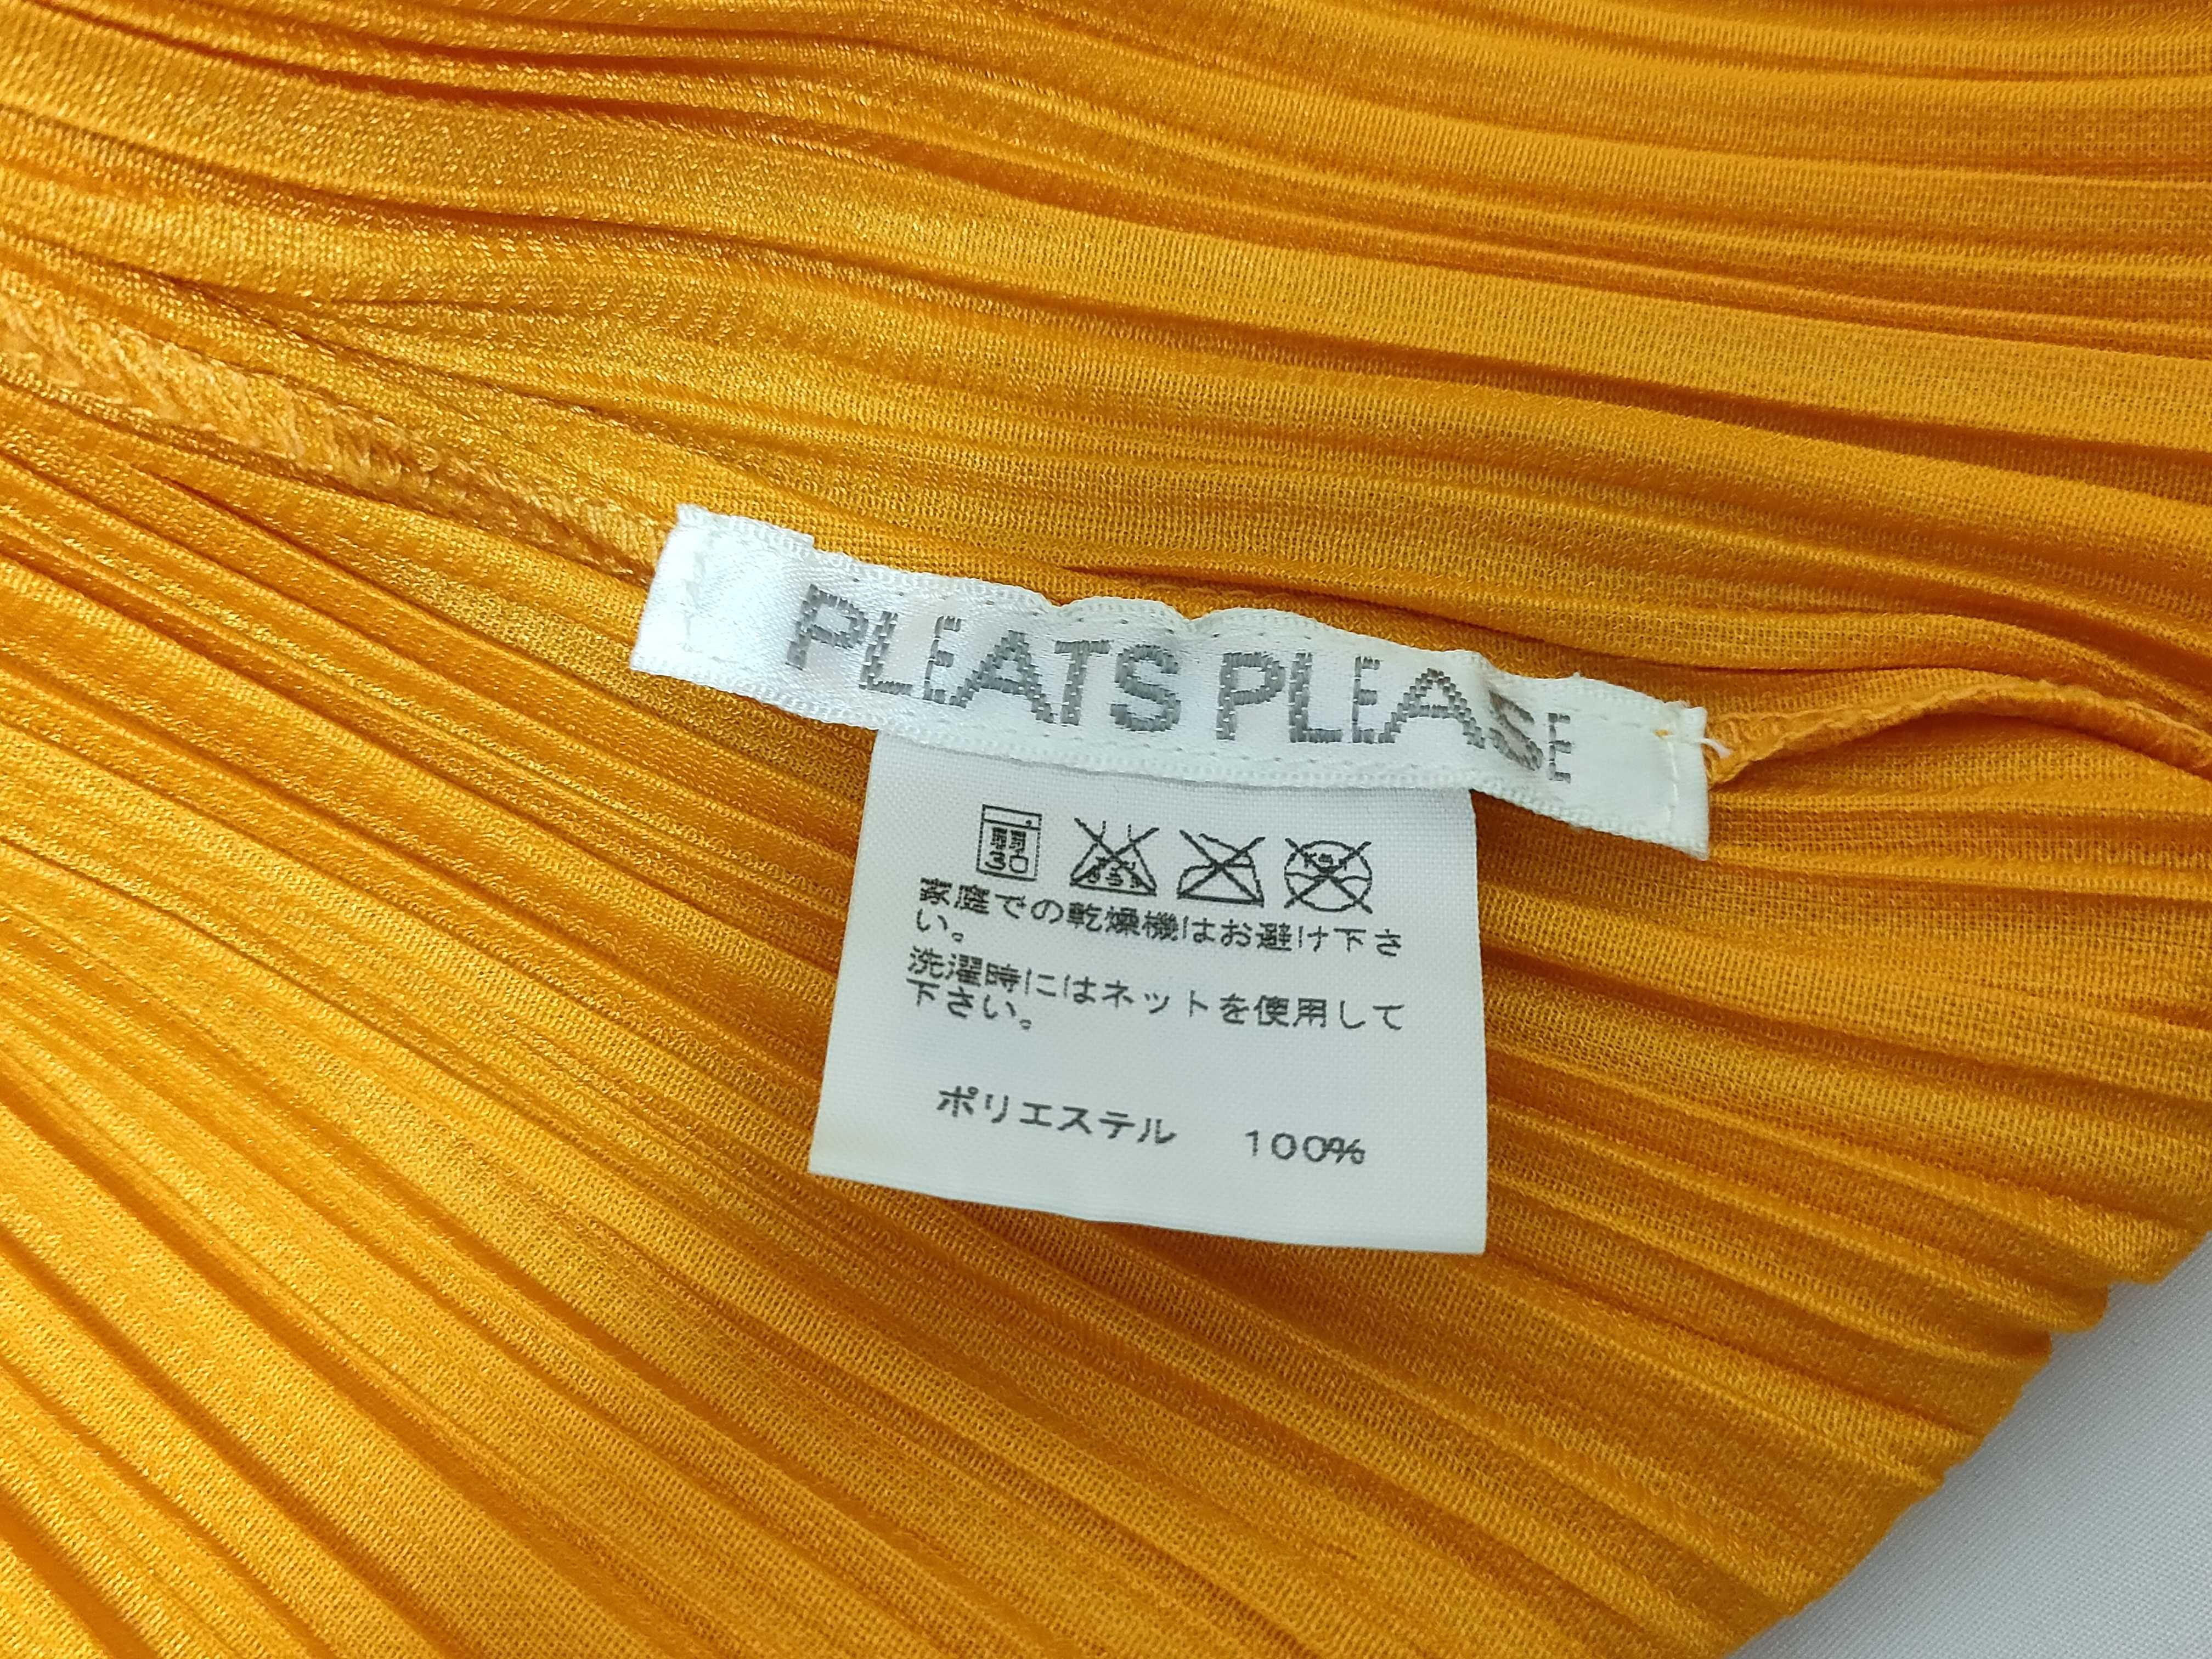 PLEATS PLEASE
家庭での乾燥機はお避け下さ
い。
洗濯時にはネットを使用して
下さい。
ポリエステル 100%